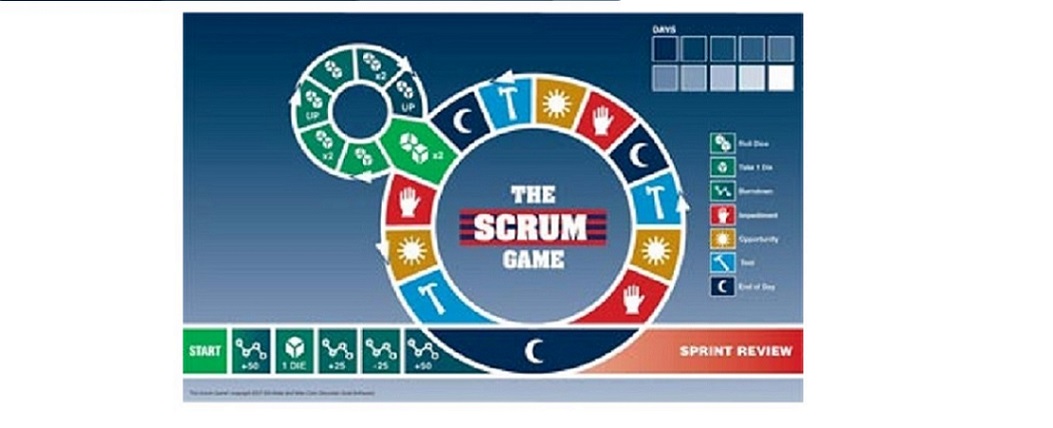 DAYS
x2
UP
UP
x2
x2
Roll Dice
Take 1 Die
Burndown
Impediment
Opportunity
Tool
End of Day
THE
SCRUM
GAME
START
+50
1 DIE
+25
-25
+50
SPRINT REVIEW